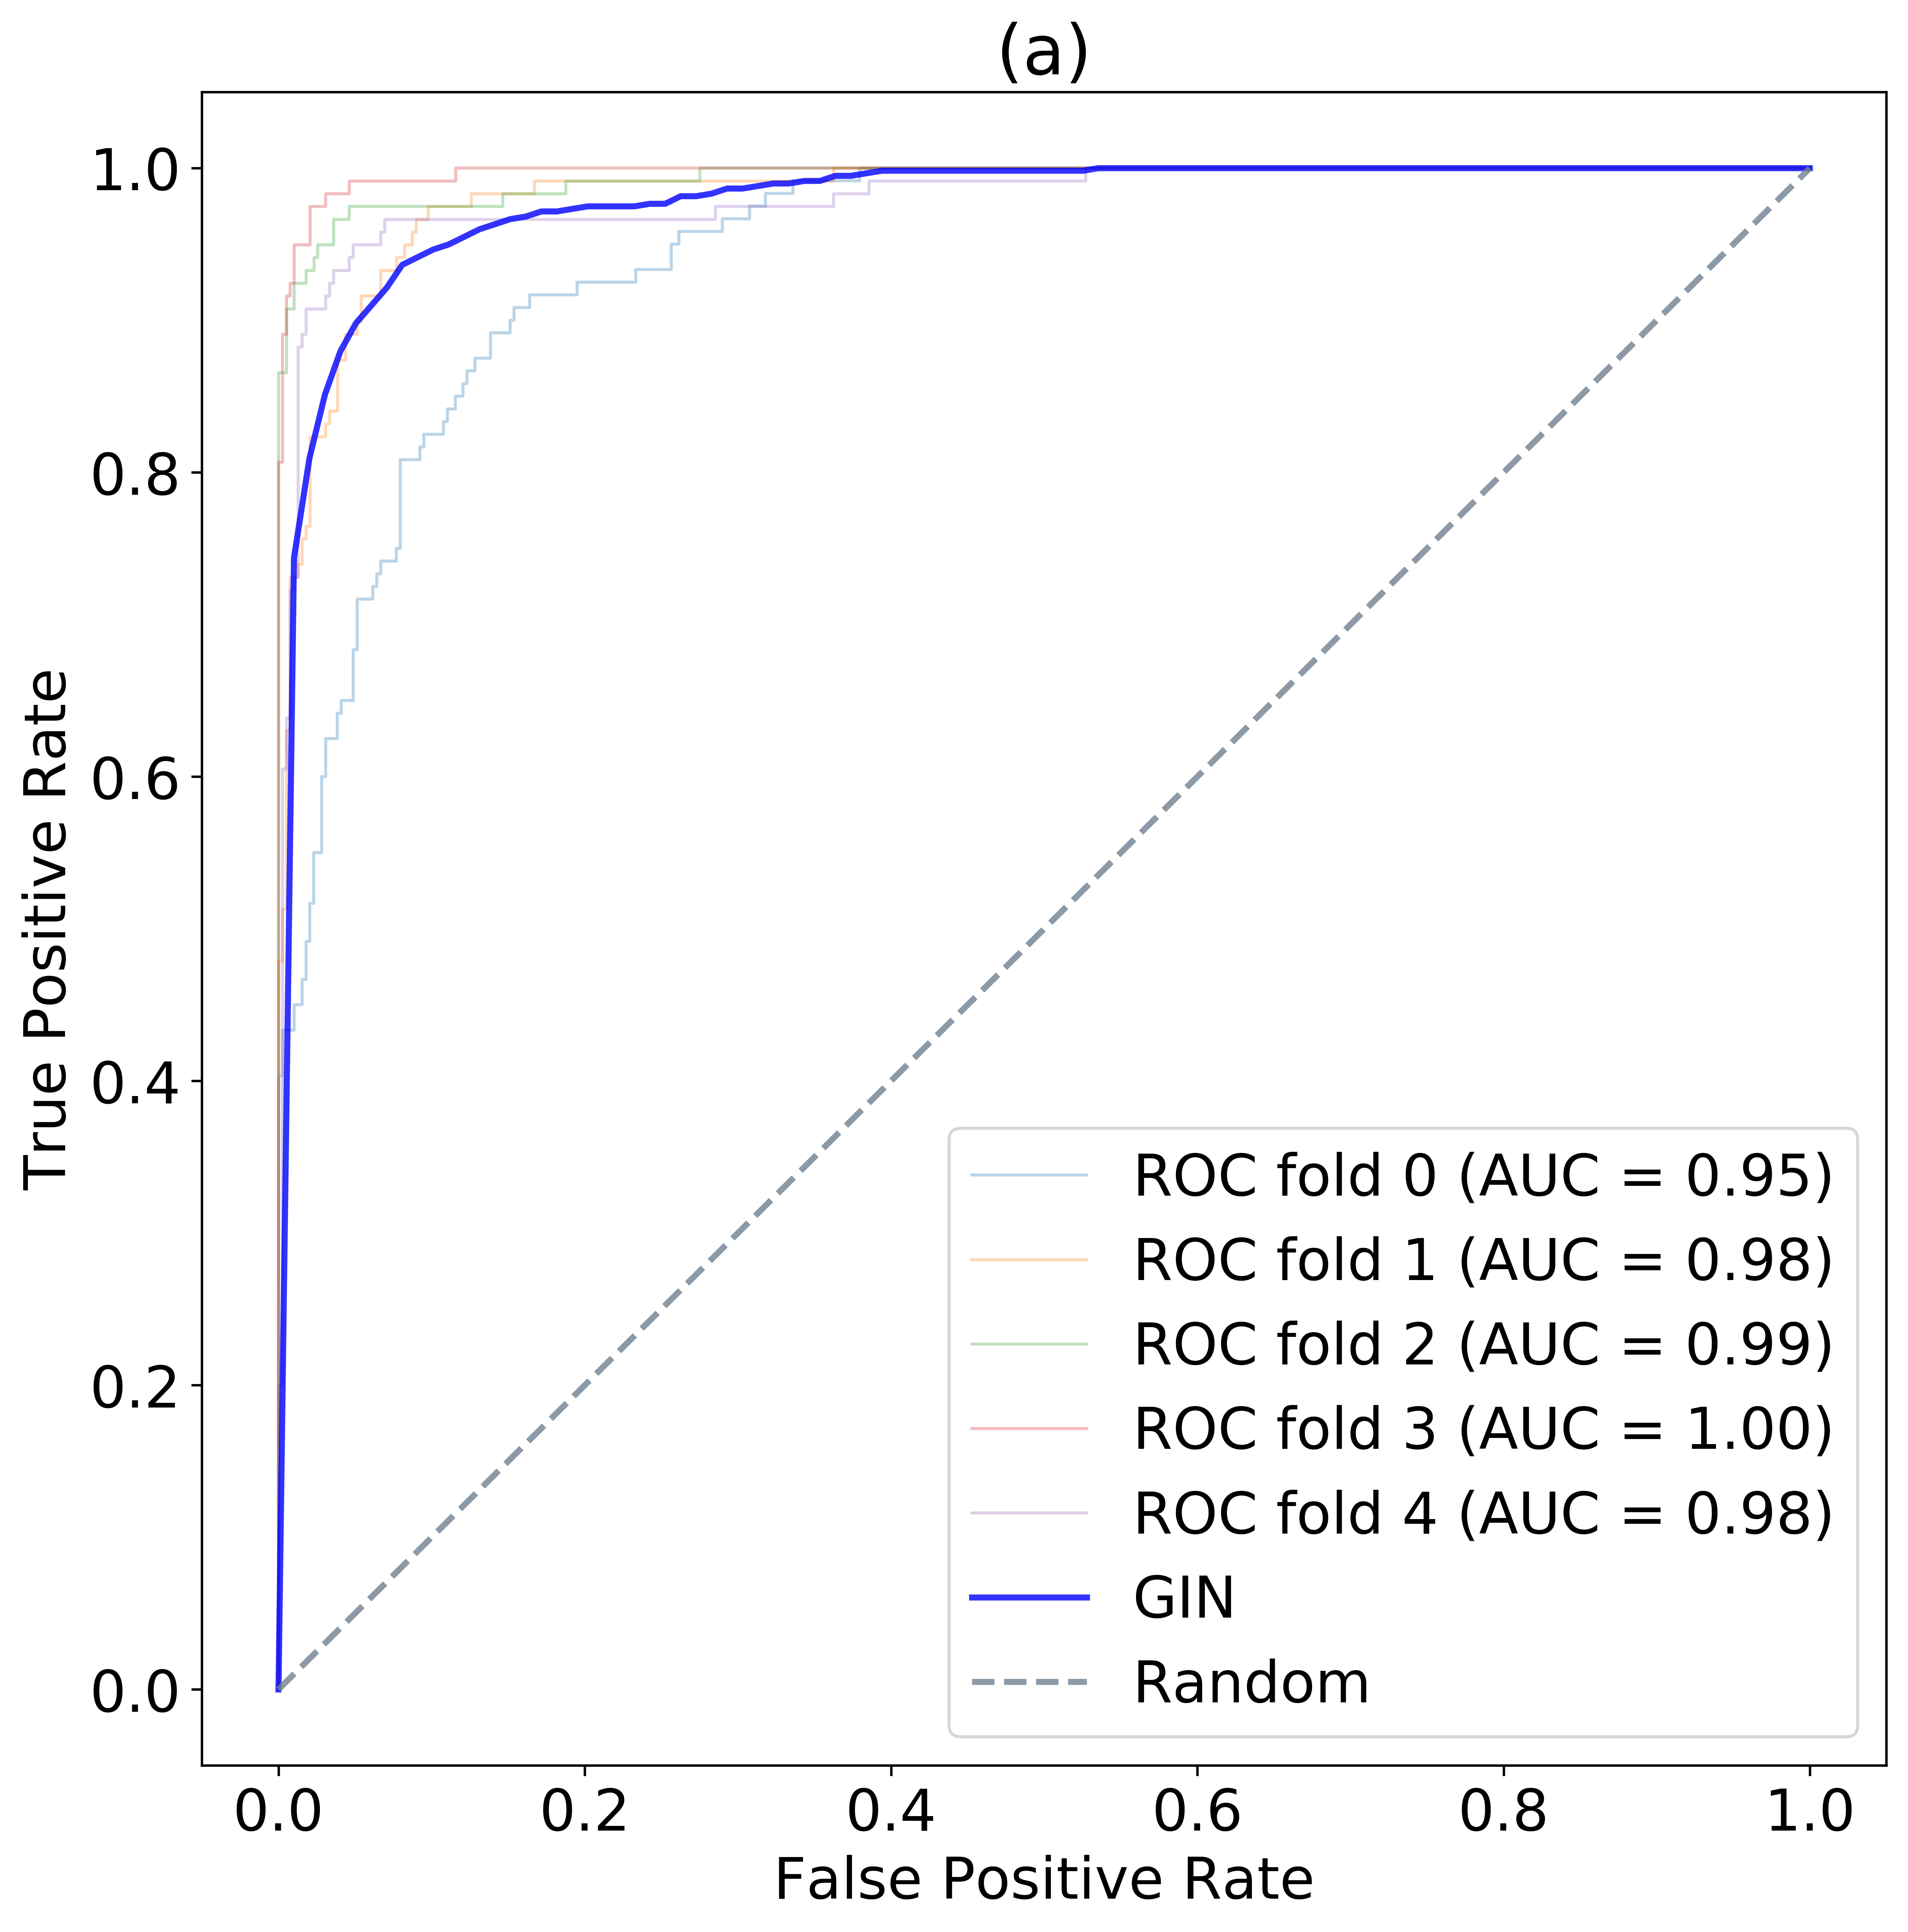 (a)
True Positive Rate
1.0
0.8
0.6
0.4
0.2
0.0
ROC fold 0 (AUC = 0.95)
ROC fold 1 (AUC = 0.98)
ROC fold 2 (AUC = 0.99)
ROC fold 3 (AUC = 1.00)
ROC fold 4 (AUC = 0.98)
GIN
Random
0.0 0.2 0.4 0.6 0.8 1.0
False Positive Rate